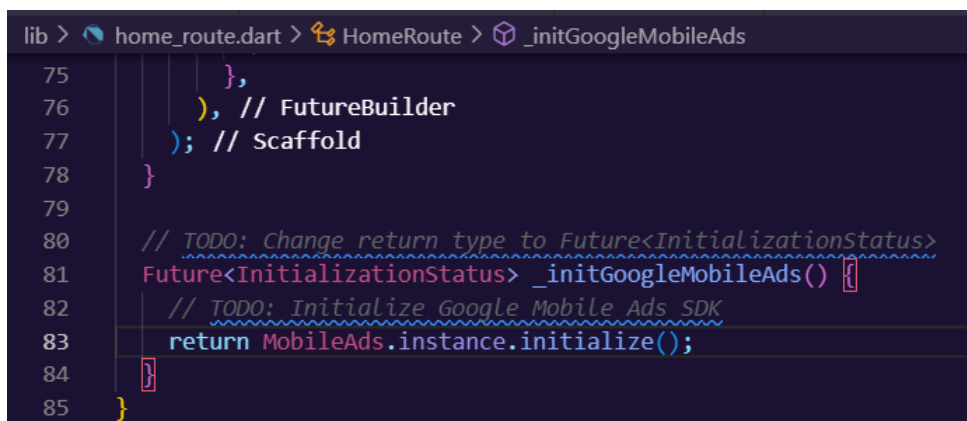 lib > home_route.dart > HomeRoute > _initGoogleMobileAds
75 },
76 ), // FutureBuilder
77 ); // Scaffold
78 }
79
80 // TODO: Change return type to Future<InitializationStatus>
81 Future<InitializationStatus> _initGoogleMobileAds() {
82 // TODO: Initialize Google Mobile Ads SDK
83 return MobileAds.instance.initialize();
84 }
85 }